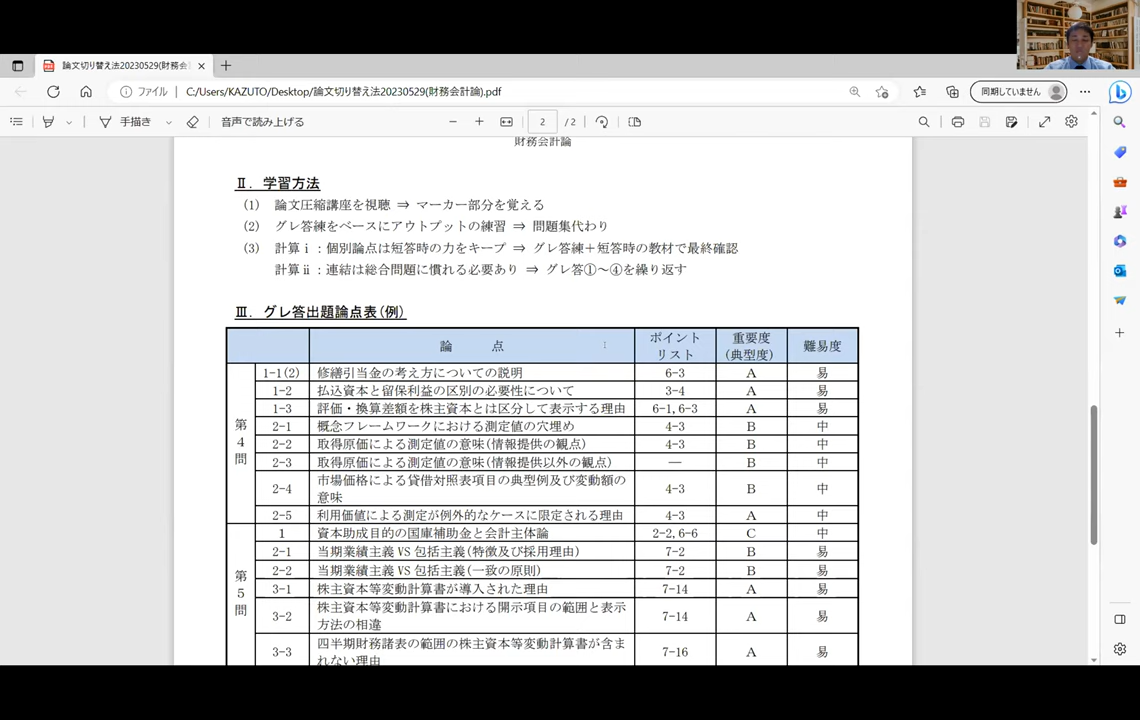 論文切り替え法20230529(財務会
ファイル
C:/Users/KAZUTO/Desktop/論文切り替え法20230529(財務会計論).pdf
同期していません
手描き
音声で読み上げる
2 / 2
財務会計論
Ⅱ．学習方法
(1) 論文圧縮講座を視聴 ⇒ マーカー部分を覚える
(2) グレ答練をベースにアウトプットの練習 ⇒ 問題集代わり
(3) 計算ⅰ：個別論点は短答時の力をキープ ⇒ グレ答練＋短答時の教材で最終確認
計算ⅱ：連結は総合問題に慣れる必要あり ⇒ グレ答①～④を繰り返す
Ⅲ．グレ答出題論点表(例)
論 点 ポイントリスト 重要度(典型度) 難易度
第4問
1-1(2) 修繕引当金の考え方についての説明 6-3 A 易
1-2 払込資本と留保利益の区別の必要性について 3-4 A 易
1-3 評価・換算差額を株主資本とは区分して表示する理由 6-1,6-3 A 易
2-1 概念フレームワークにおける測定値の穴埋め 4-3 B 中
2-2 取得原価による測定値の意味(情報提供の観点) 4-3 B 中
2-3 取得原価による測定値の意味(情報提供以外の観点) ― B 中
2-4 市場価格による貸借対照表項目の典型例及び変動額の意味 4-3 B 中
2-5 利用価値による測定が例外的なケースに限定される理由 4-3 A 中
第5問
1 資本助成目的の国庫補助金と会計主体論 2-2,6-6 C 中
2-1 当期業績主義 VS 包括主義(特徴及び採用理由) 7-2 B 易
2-2 当期業績主義 VS 包括主義(一致の原則) 7-2 B 易
3-1 株主資本等変動計算書が導入された理由 7-14 A 易
3-2 株主資本等変動計算書における開示項目の範囲と表示方法の相違 7-14 A 易
3-3 四半期財務諸表の範囲の株主資本等変動計算書が含まれない理由 7-16 A 易